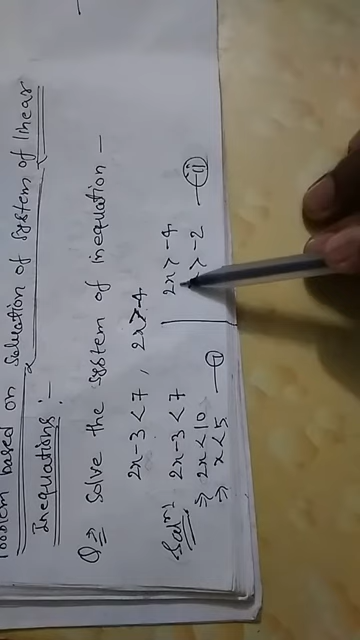 Problem based on Soluation of System of linear
Inequations :-
Q ⇒ Solve the system of inequation -
2x-3<7, 2x>-4
Sol^n: 2x-3<7
⇒ 2x<10
⇒ x<5 — (i)
2x>-4
> -2 — (ii)